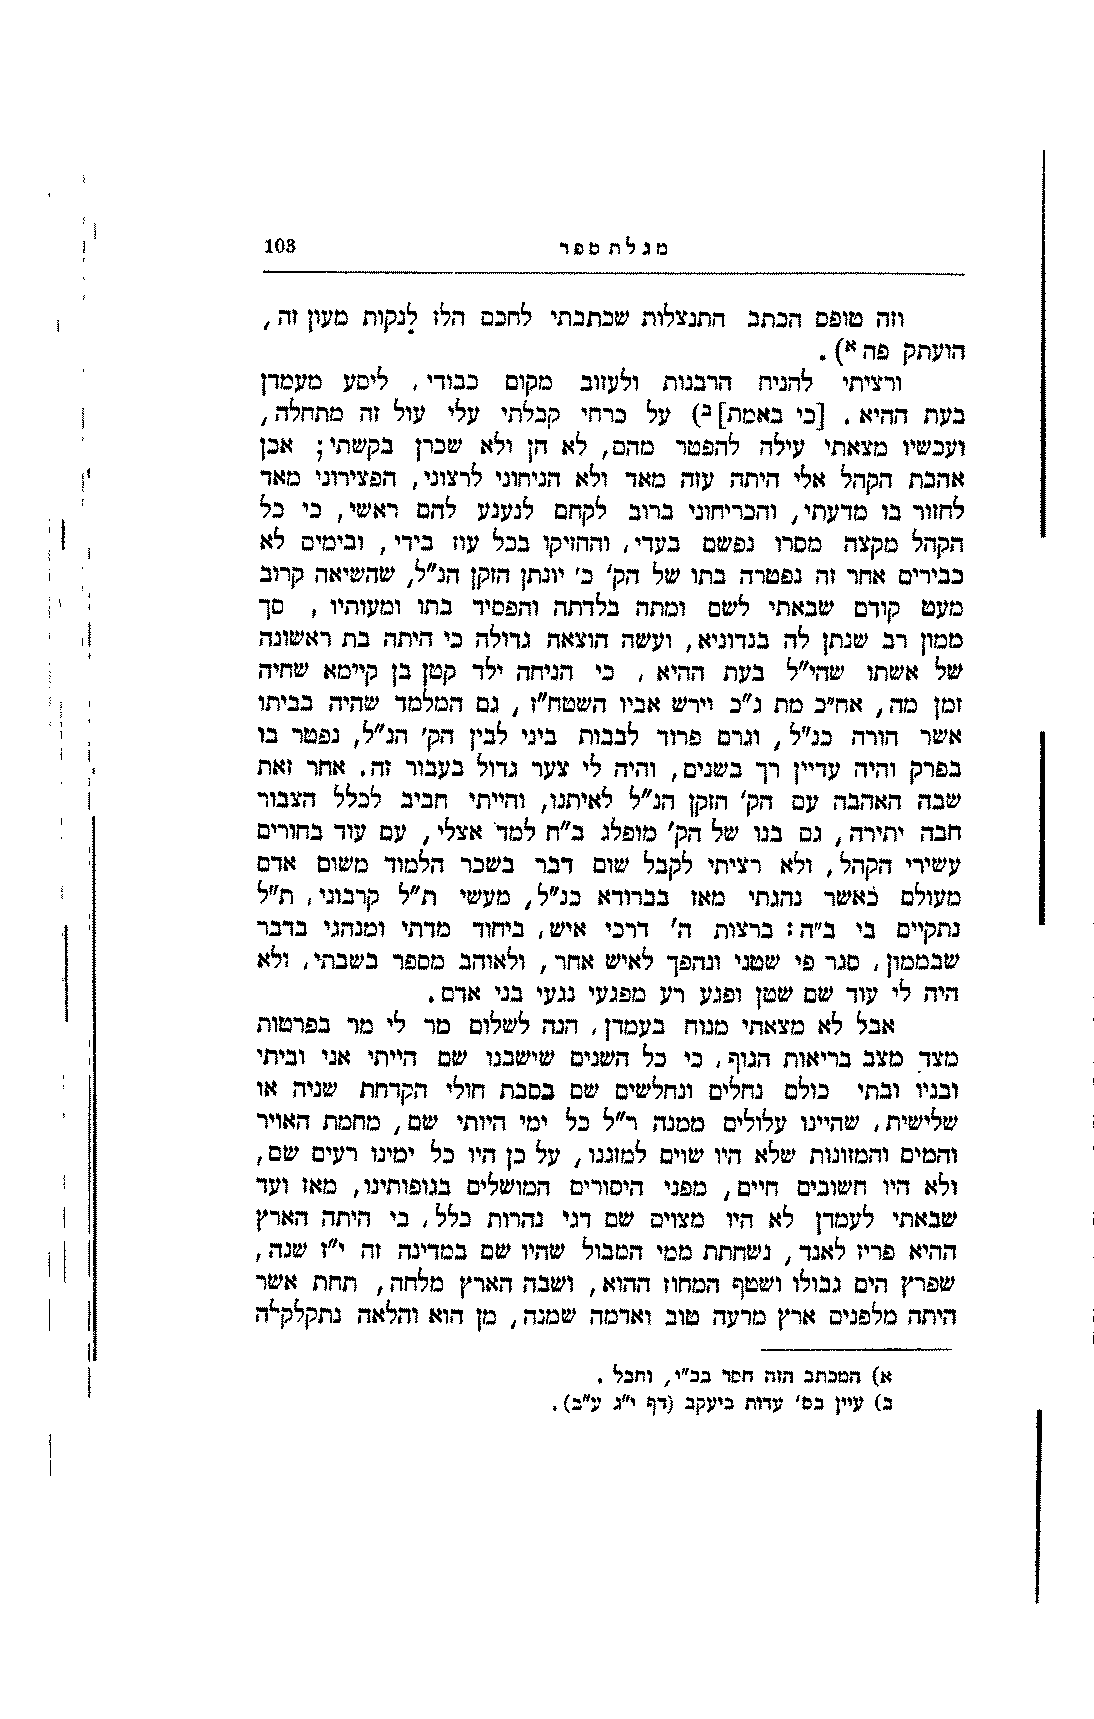 מגלת ספר 103
וזה טופס הכתב התנצלות שכתבתי לחכם הלז לנקות מעון זה,
הועתק פה א).
ורציתי להניח הרבנות ולעזוב מקום כבודי, ליסע מעמדן
בעת ההיא. [כי באמת] ב) על כרחי קבלתי עלי עול זה מתחלה,
ועכשיו מצאתי עילה להפטר מהם, לא הן ולא שכרן בקשתי; אכן
אהבת הקהל אלי היתה עזה מאד ולא הניחוני לרצוני, הפצירוני מאד
לחזור בו מדעתי, והכריחוני ברוב לקחם לנענע להם ראשי, כי כל
הקהל מקצה מסרו נפשם בעדי, והחזיקו בכל עוז בידי, ובימים לא
כבירים אחר זה נפטרה בתו של הק' כ' יונתן הזקן הנ"ל, שהשיאה קרוב
מעט קודם שבאתי לשם ומתה בלדתה והפסיד בתו ומעותיו, סך
ממון רב שנתן לה בנדוניא, ועשה הוצאה גדולה כי היתה בת ראשונה
של אשתו שהי"ל בעת ההיא, כי הניחה ילד קטן בן קיימא שחיה
זמן מה, אח"כ מת ג"כ וירש אביו השטח"ז, גם המלמד שהיה בביתו
אשר הורה כנ"ל, וגרם פרוד לבבות ביני לבין הק' הנ"ל, נפטר בו
בפרק והיה עדיין רך בשנים, והיה לי צער גדול בעבור זה. אחר זאת
שבה האהבה עם הק' הזקן הנ"ל לאיתנו, והייתי חביב לכלל הצבור
חבה יתירה, גם בנו של הק' מופלג ב"ח למד אצלי, עם עוד בחורים
עשירי הקהל, ולא רציתי לקבל שום דבר בשכר הלמוד משום אדם
מעולם כאשר נהגתי מאז בברודא כנ"ל, מעשי ת"ל קרבוני, ת"ל
נתקיים בי ב"ה: ברצות ה' דרכי איש, ביחוד מדתי ומנהגי בדבר
שבממון, סגר פי שטני ונהפך לאיש אחר, ולאוהב מספר בשבתי, ולא
היה לי עוד שם שטן ופגע רע מפגעי נגעי בני אדם.
אבל לא מצאתי מנוח בעמדן, הנה לשלום מר לי מר בפרטות
מצד מצב בריאות הגוף, כי כל השנים שישבנו שם הייתי אני וביתי
ובניו ובתי כולם נחלים ונחלשים שם בסבת חולי הקדחת שניה או
שלישית, שהיינו עלולים ממנה ר"ל כל ימי היותי שם, מחמת האויר
והמים והמזונות שלא היו שוים למזגנו, על כן היו כל ימינו רעים שם,
ולא היו חשובים חיים, מפני היסורים המושלים בגופותינו, מאז ועד
שבאתי לעמדן לא היו מצוים שם דגי נהרות כלל, כי היתה הארץ
ההיא פריז לאנד, נשחתת ממי המבול שהיו שם במדינה זה י"ז שנה,
שפרץ הים גבולו ושטף המחוז ההוא, ושבה הארץ מלחה, תחת אשר
היתה מלפנים ארץ מרעה טוב ואדמה שמנה, מן הוא והלאה נתקלקלה
א) המכתב הזה חסר בכ"י, וחבל.
ב) עיין בס' עדות ביעקב (דף י"ג ע"ב).